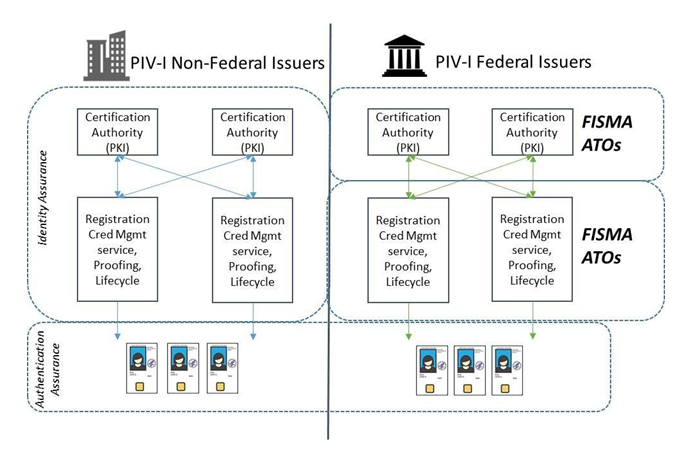 PIV-I Non-Federal Issuers
PIV-I Federal Issuers
Identity Assurance
Certification
Authority
(PKI)
Certification
Authority
(PKI)
Certification
Authority
(PKI)
Certification
Authority
(PKI)
FISMA
ATOs
Registration
Cred Mgmt
service,
Proofing,
Lifecycle
Registration
Cred Mgmt
service,
Proofing,
Lifecycle
Registration
Cred Mgmt
service,
Proofing,
Lifecycle
Registration
Cred Mgmt
service,
Proofing,
Lifecycle
FISMA
ATOs
Authentication
Assurance